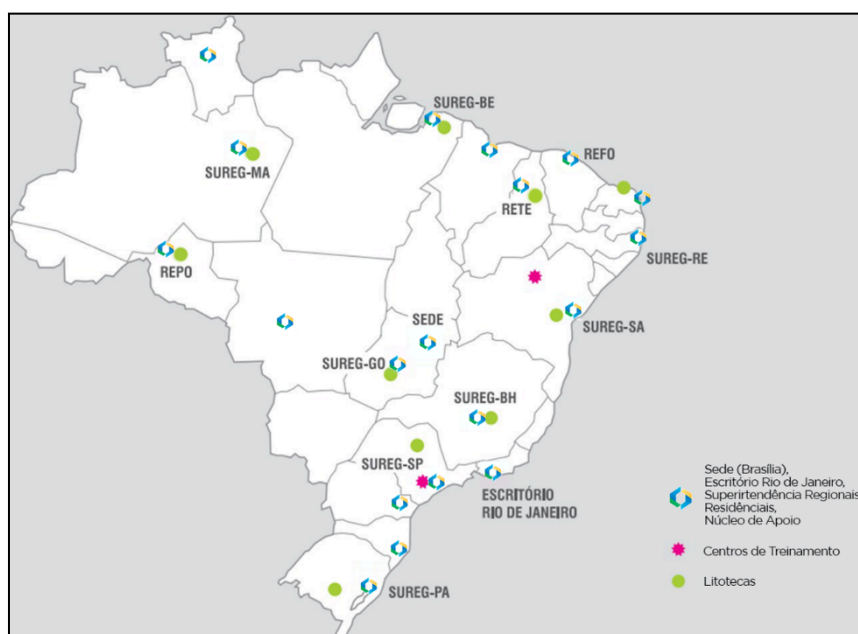 SUREG-BE
REFO
SUREG-MA
RETE
SUREG-RE
REPO
SEDE
SUREG-SA
SUREG-GO
SUREG-BH
SUREG-SP
ESCRITÓRIO
RIO DE JANEIRO
SUREG-PA
Sede (Brasília),
Escritório Rio de Janeiro,
Supeirtendência Regionais
Residênciais,
Núcleo de Apoio
Centros de Treinamento
Litotecas